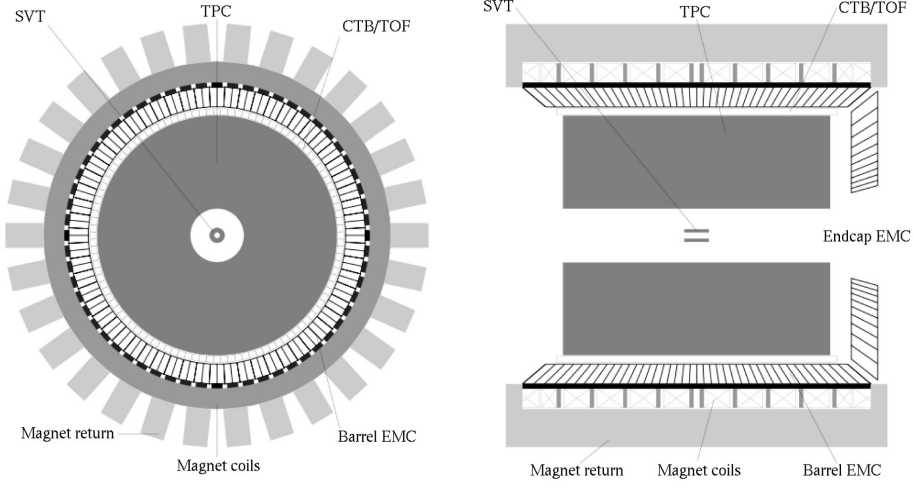 SVT
TPC
CTB/TOF
Magnet return
Magnet coils
Barrel EMC
SVT
TPC
CTB/TOF
Endcap EMC
Magnet return
Magnet coils
Barrel EMC